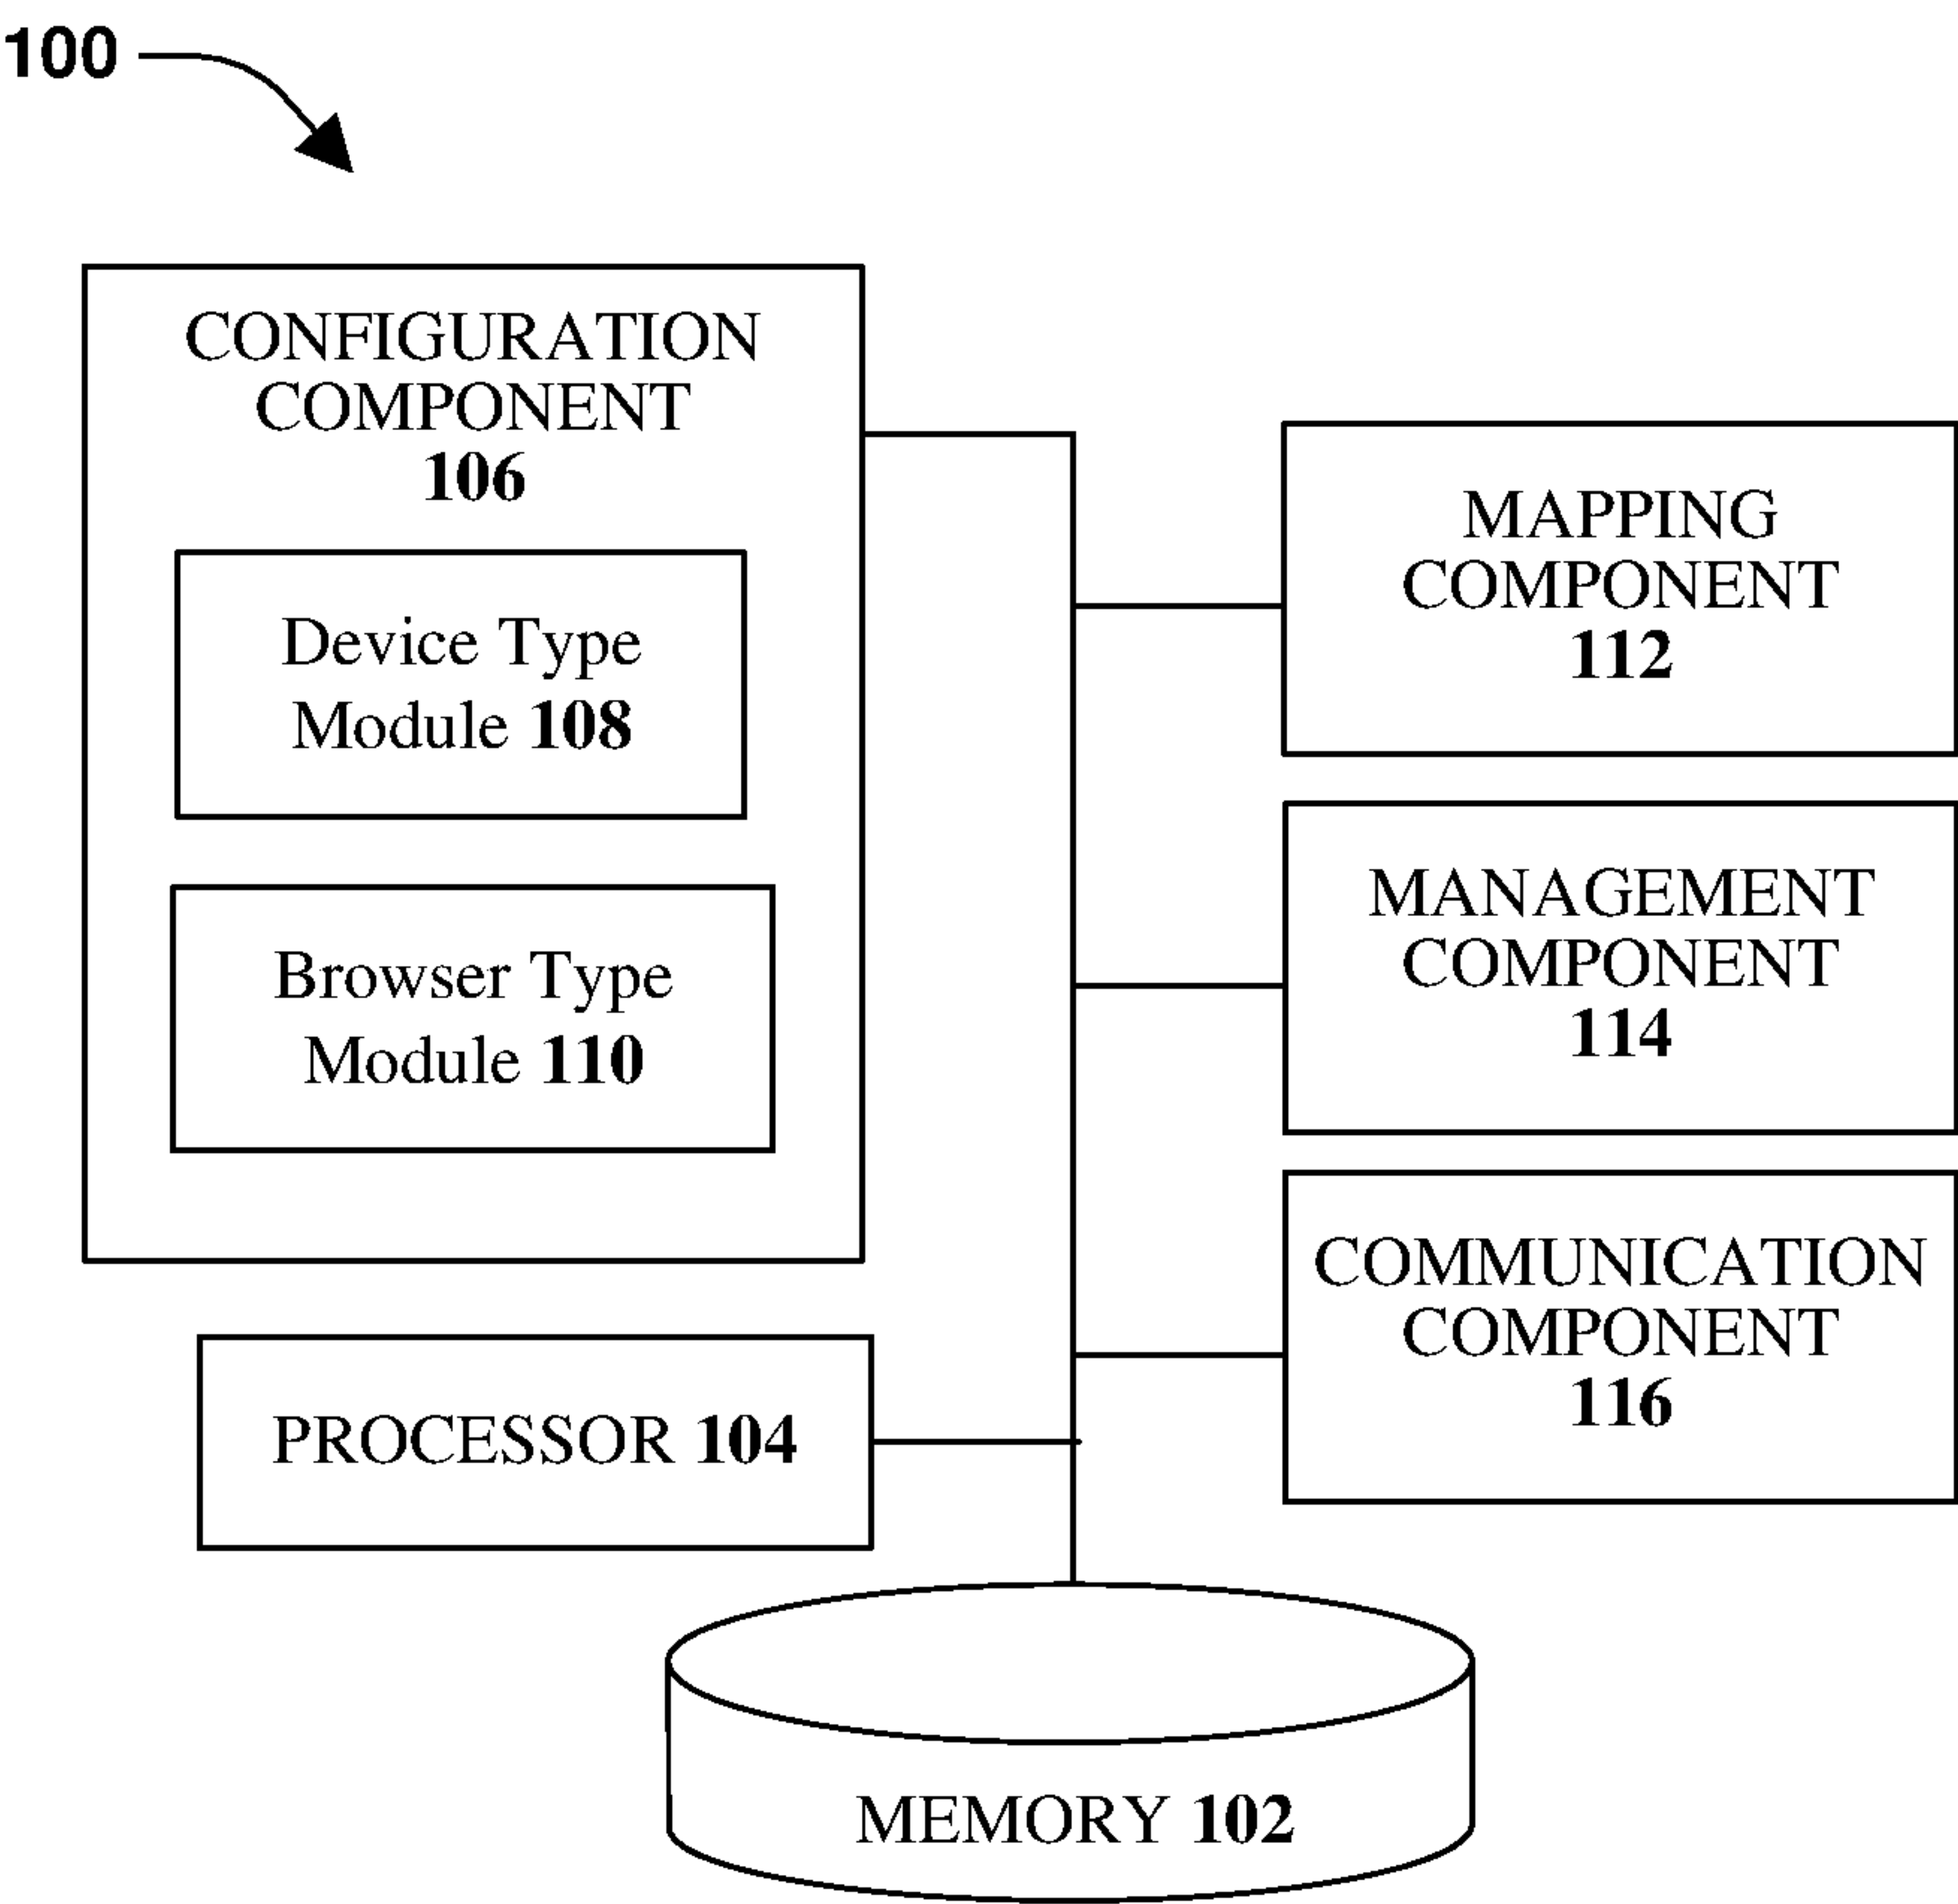 100
CONFIGURATION
COMPONENT
106
Device Type
Module 108
Browser Type
Module 110
PROCESSOR 104
MAPPING
COMPONENT
112
MANAGEMENT
COMPONENT
114
COMMUNICATION
COMPONENT
116
MEMORY 102